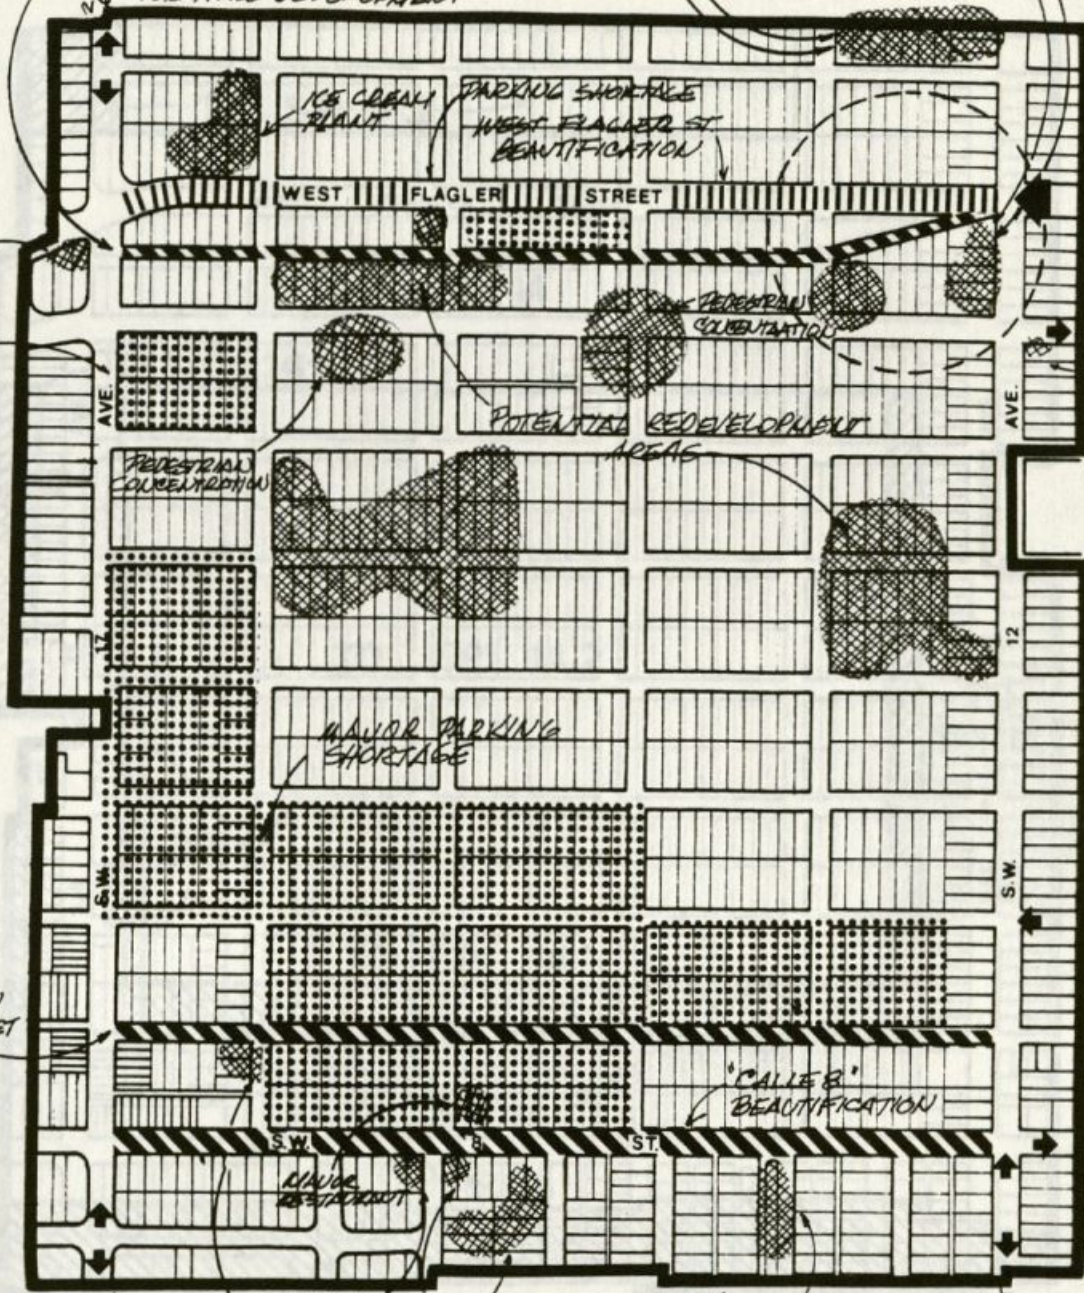 ICE CREAM
PLANT
PARKING SHORTAGE
WEST FLAGLER ST.
BEAUTIFICATION
WEST FLAGLER STREET
PEDESTRIAN
CONCENTRATION
AVE.
AVE.
POTENTIAL REDEVELOPMENT
AREAS
PEDESTRIAN
CONCENTRATION
17
12
MAJOR PARKING
SHORTAGE
S.W.
S.W.
"CALLE 8"
BEAUTIFICATION
S.W. 8 ST.
MAJOR
RESTAURANT